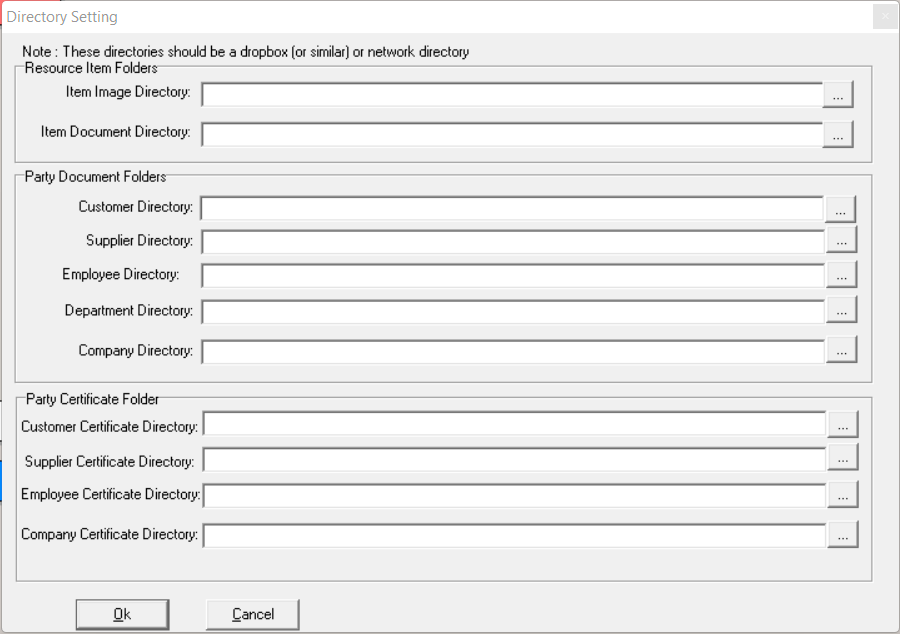 Directory Setting
Note : These directories should be a dropbox (or similar) or network directory
Resource Item Folders
Item Image Directory: ...
Item Document Directory: ...
Party Document Folders
Customer Directory: ...
Supplier Directory: ...
Employee Directory: ...
Department Directory: ...
Company Directory: ...
Party Certificate Folder
Customer Certificate Directory: ...
Supplier Certificate Directory: ...
Employee Certificate Directory: ...
Company Certificate Directory: ...
Ok Cancel